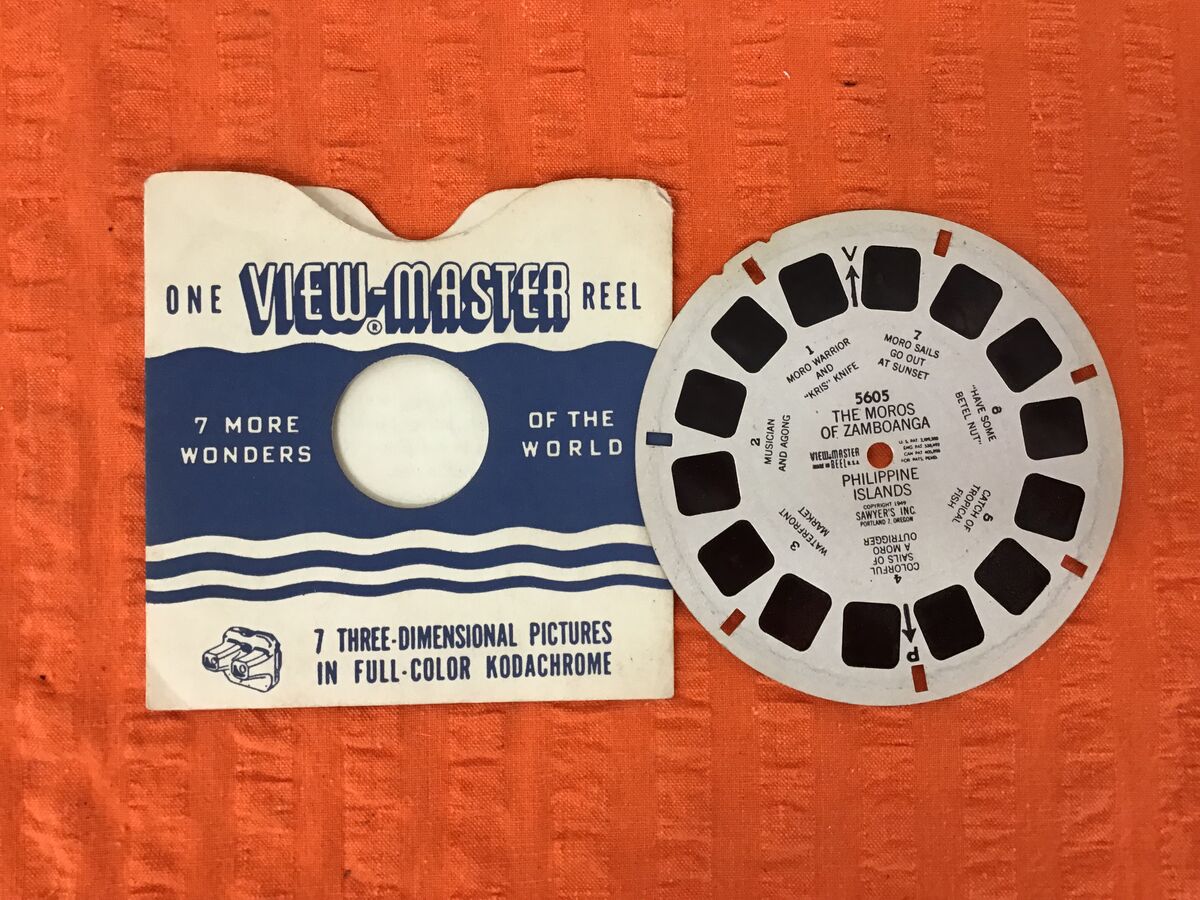 ONE VIEW-MASTER® REEL
7 MORE
WONDERS
OF THE
WORLD
7 THREE-DIMENSIONAL PICTURES
IN FULL-COLOR KODACHROME
V
5605
THE MOROS
OF ZAMBOANGA
VIEW-MASTER
REEL
U.S. PAT.
PHILIPPINE
ISLANDS
COPYRIGHT 1949
SAWYER'S INC.
PORTLAND 7, OREGON
1
MORO WARRIOR
AND
"KRIS" KNIFE
2
MUSICIAN
AND AGONG
3
WATERFRONT
MARKET
4
COLORFUL
SAILS OF
A MORO
OUTRIGGER
5
CATCH OF
TROPICAL
FISH
"HAVE SOME
BETEL NUT"
7
MORO SAILS
GO OUT
AT SUNSET